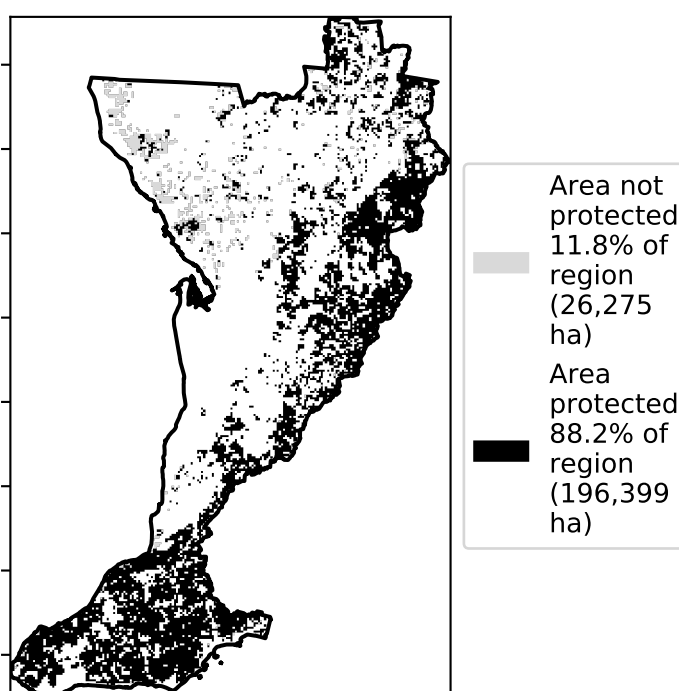 Area not
protected
11.8% of
region
(26,275
ha)
Area
protected
88.2% of
region
(196,399
ha)